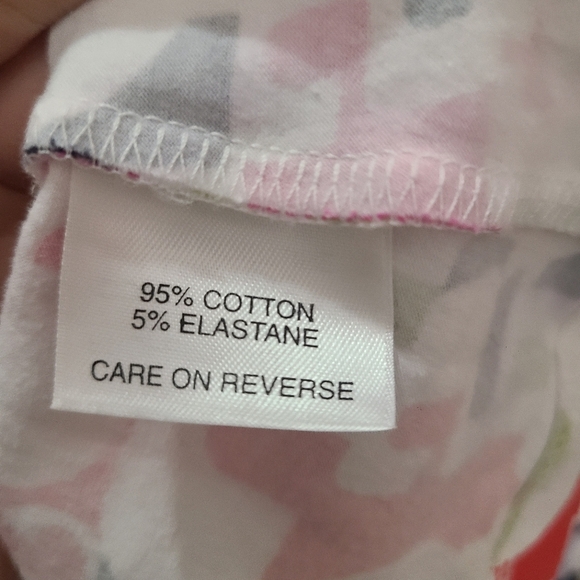 95% COTTON
5% ELASTANE
CARE ON REVERSE